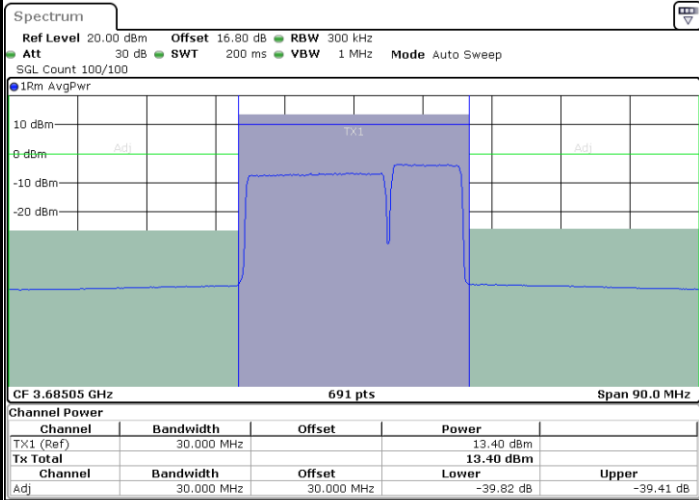 Spectrum
Ref Level 20.00 dBm Offset 16.80 dB RBW 300 kHz
Att 30 dB SWT 200 ms VBW 1 MHz Mode Auto Sweep
SGL Count 100/100
1Rm AvgPwr
10 dBm
TX1
Adj
Adj
0 dBm
-10 dBm
-20 dBm
CF 3.68505 GHz 691 pts Span 90.0 MHz
Channel Power
Channel Bandwidth Offset Power
TX1 (Ref) 30.000 MHz 13.40 dBm
Tx Total 13.40 dBm
Channel Bandwidth Offset Lower Upper
Adj 30.000 MHz 30.000 MHz -39.82 dB -39.41 dB